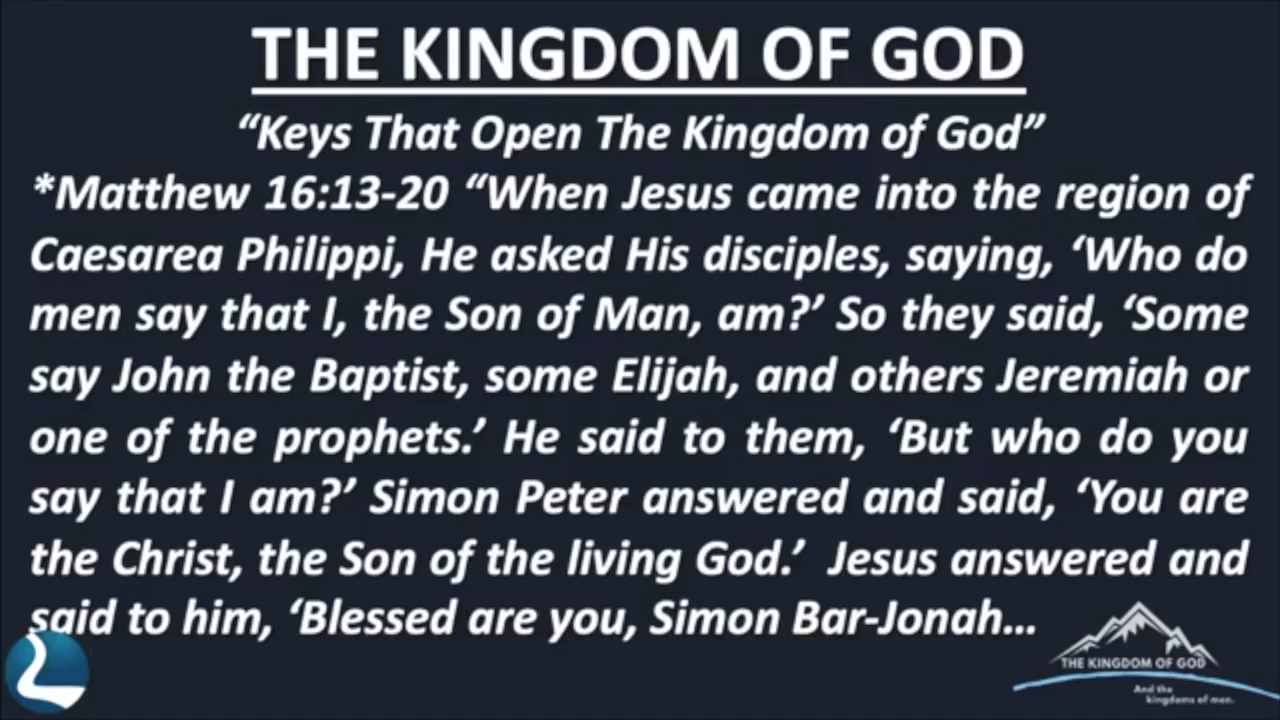 THE KINGDOM OF GOD
“Keys That Open The Kingdom of God”
*Matthew 16:13-20 “When Jesus came into the region of
Caesarea Philippi, He asked His disciples, saying, ‘Who do
men say that I, the Son of Man, am?’ So they said, ‘Some
say John the Baptist, some Elijah, and others Jeremiah or
one of the prophets.’ He said to them, ‘But who do you
say that I am?’ Simon Peter answered and said, ‘You are
the Christ, the Son of the living God.’ Jesus answered and
said to him, ‘Blessed are you, Simon Bar-Jonah…
THE KINGDOM OF GOD
And the
kingdoms of men.